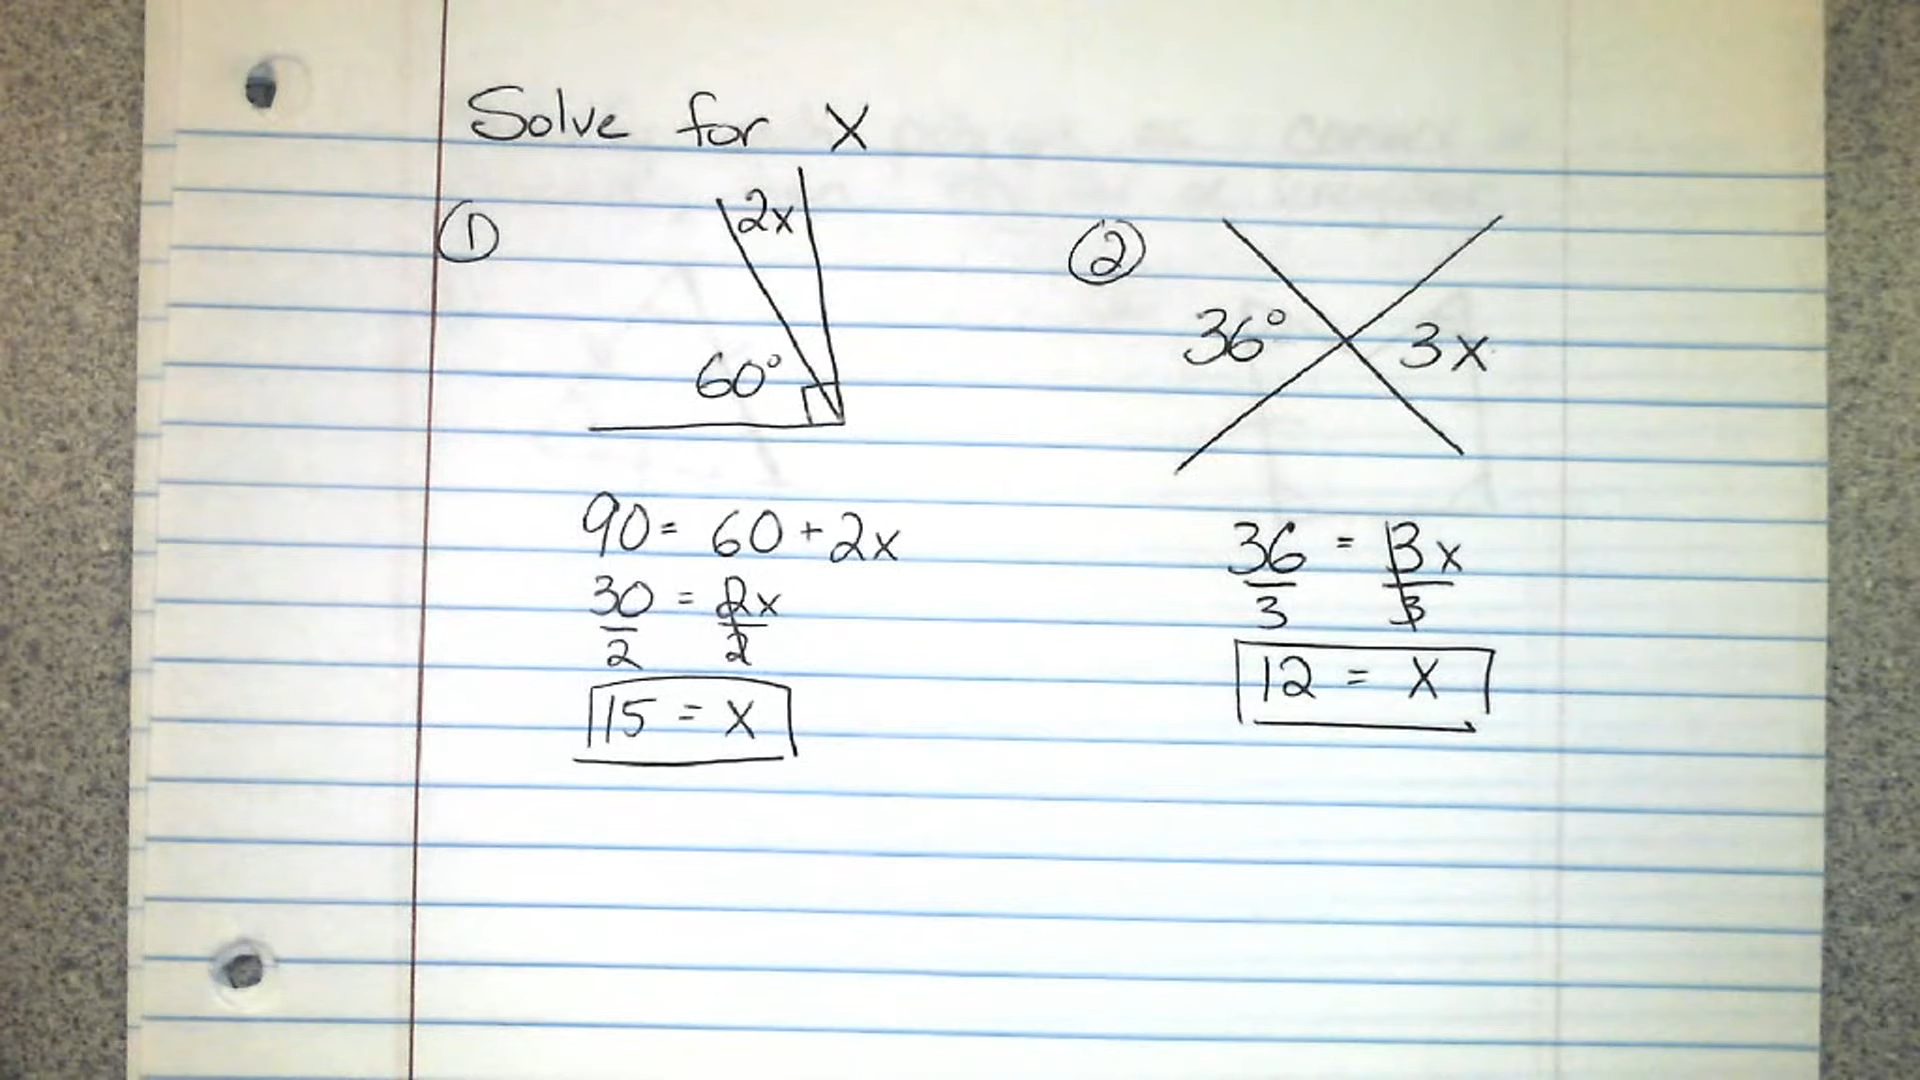 Solve for X
①
2x
60°
90 = 60 + 2x
30 = 2x
2 2
15 = x
②
36° 3x
36 = 3x
3 3
12 = x